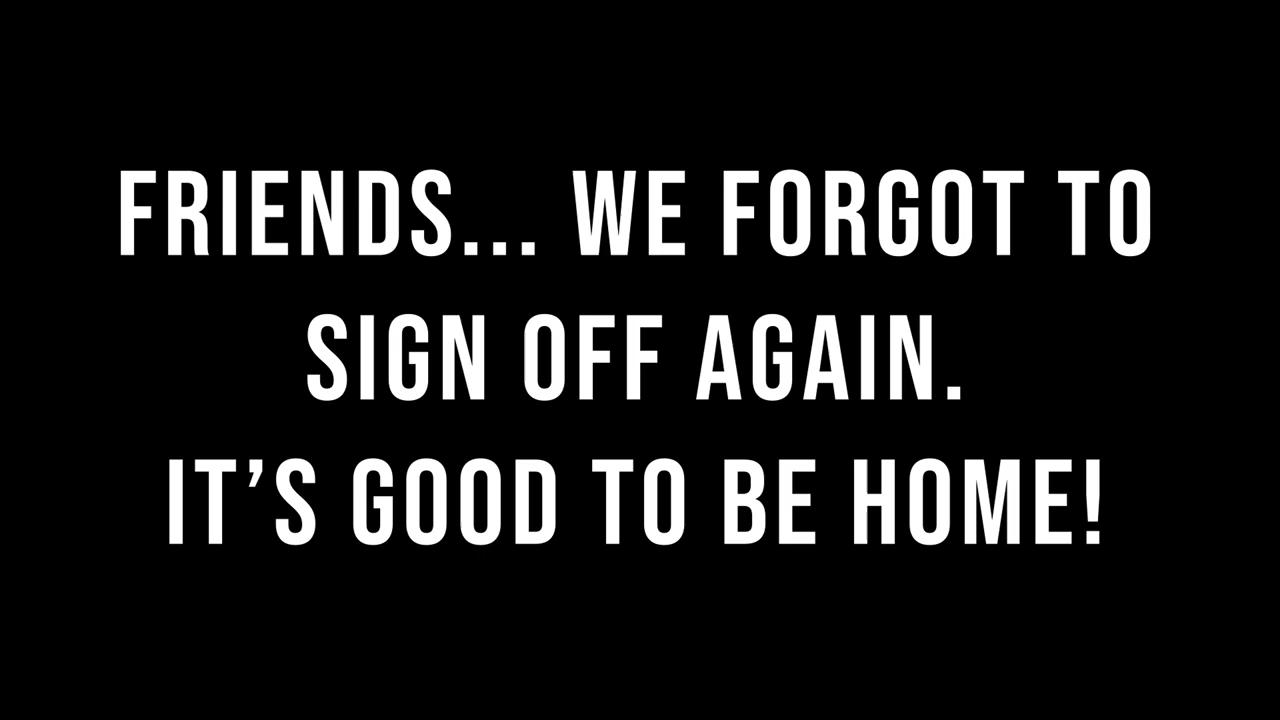 FRIENDS... WE FORGOT TO
SIGN OFF AGAIN.
IT’S GOOD TO BE HOME!